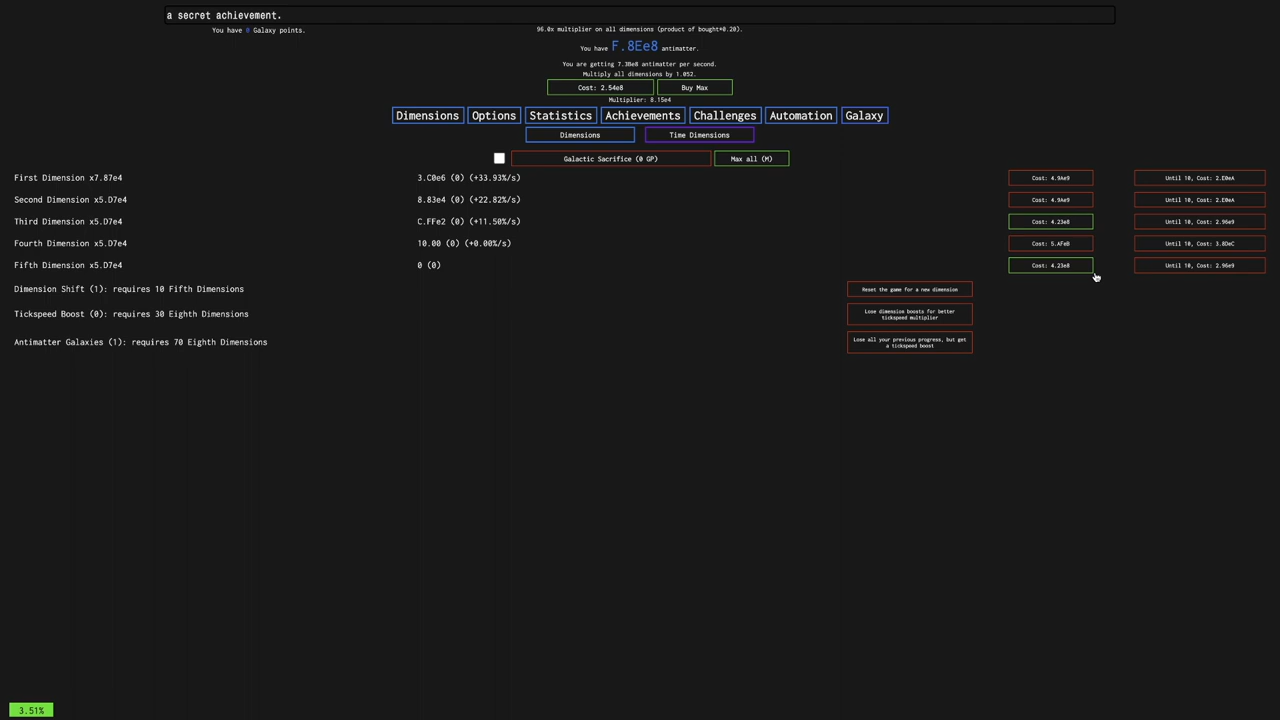 a secret achievement.
You have 0 Galaxy points.
96.0x multiplier on all dimensions (product of bought+0.20).
You have F.8Ee8 antimatter.
You are getting 7.3Be8 antimatter per second.
Multiply all dimensions by 1.052.
Cost: 2.54e8 Buy Max
Multiplier: 8.15e4
Dimensions Options Statistics Achievements Challenges Automation Galaxy
Dimensions Time Dimensions
Galactic Sacrifice (0 GP) Max all (M)
First Dimension x7.87e4 3.C0e6 (0) (+33.93%/s) Cost: 4.9Ae9 Until 10, Cost: 2.E0eA
Second Dimension x5.D7e4 8.83e4 (0) (+22.82%/s) Cost: 4.9Ae9 Until 10, Cost: 2.E0eA
Third Dimension x5.D7e4 C.FFe2 (0) (+11.50%/s) Cost: 4.23e8 Until 10, Cost: 2.96e9
Fourth Dimension x5.D7e4 10.00 (0) (+0.00%/s) Cost: 5.AFeB Until 10, Cost: 3.8DeC
Fifth Dimension x5.D7e4 0 (0) Cost: 4.23e8 Until 10, Cost: 2.96e9
Dimension Shift (1): requires 10 Fifth Dimensions Reset the game for a new dimension
Tickspeed Boost (0): requires 30 Eighth Dimensions Lose dimension boosts for better
tickspeed multiplier
Antimatter Galaxies (1): requires 70 Eighth Dimensions Lose all your previous progress, but get
a tickspeed boost
3.51%